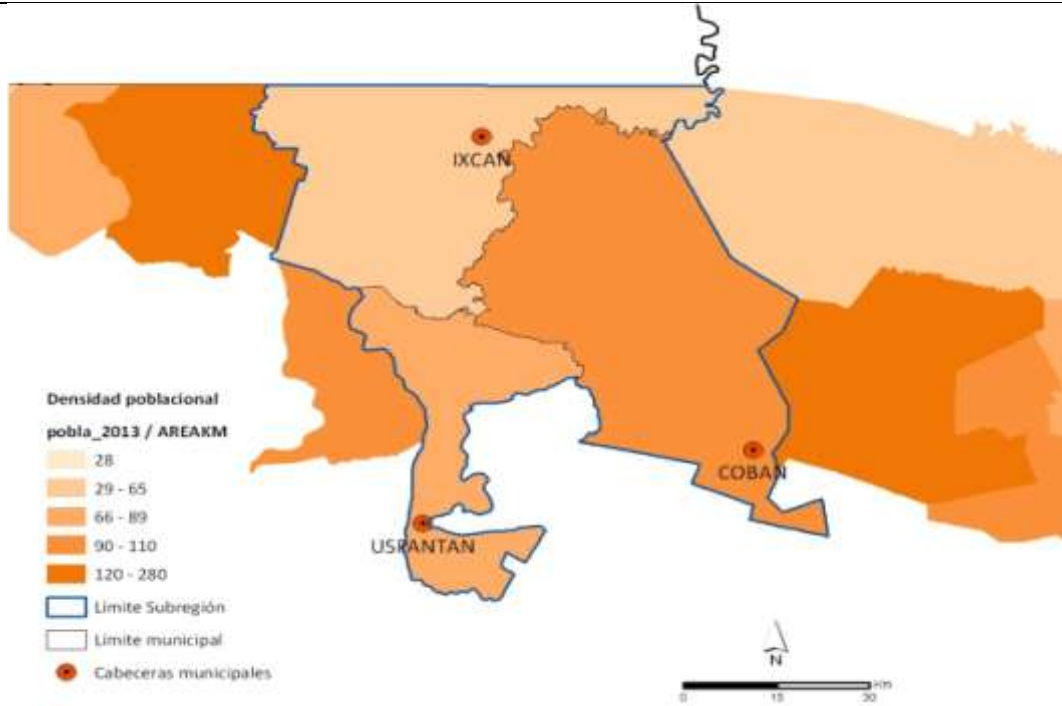 IXCAN
COBAN
USPANTAN
Densidad poblacional
pobla_2013 / AREAKM
28
29 - 65
66 - 89
90 - 110
120 - 280
Límite Subregión
Límite municipal
Cabeceras municipales
N
Km
0 15 30